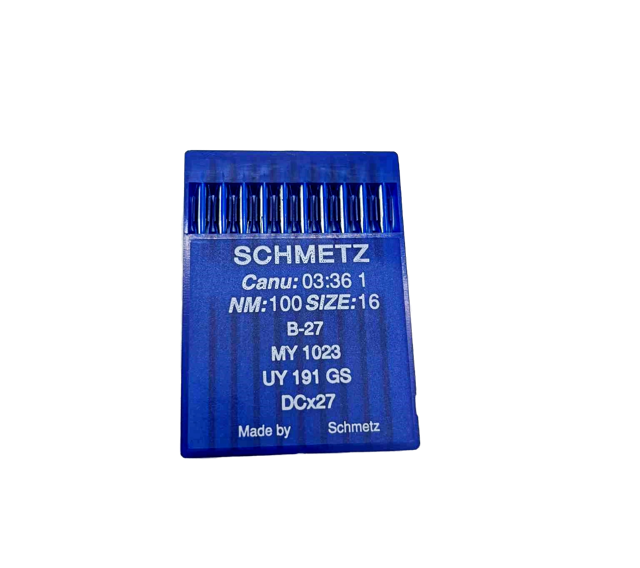 SCHMETZ
Canu: 03:36 1
NM:100 SIZE:16
B-27
MY 1023
UY 191 GS
DCx27
Made by Schmetz